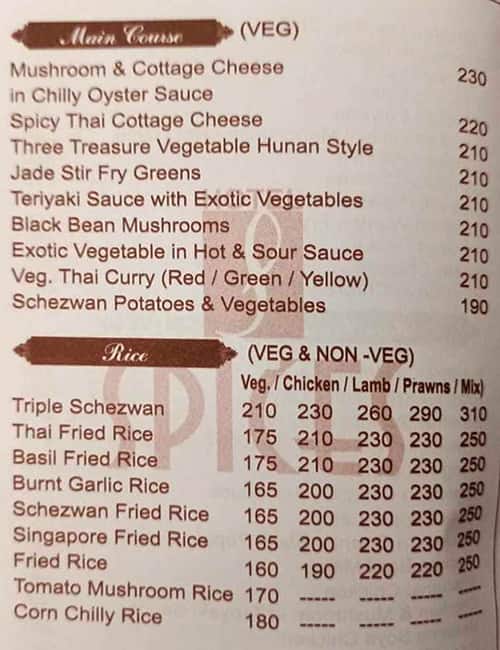 Main Course (VEG)
Mushroom & Cottage Cheese 230
in Chilly Oyster Sauce
Spicy Thai Cottage Cheese 220
Three Treasure Vegetable Hunan Style 210
Jade Stir Fry Greens 210
Teriyaki Sauce with Exotic Vegetables 210
Black Bean Mushrooms 210
Exotic Vegetable in Hot & Sour Sauce 210
Veg. Thai Curry (Red / Green / Yellow) 210
Schezwan Potatoes & Vegetables 190
HOTEL
SPICES
Rice (VEG & NON -VEG)
Veg. / Chicken / Lamb / Prawns / Mix)
Triple Schezwan 210 230 260 290 310
Thai Fried Rice 175 210 230 230 250
Basil Fried Rice 175 210 230 230 250
Burnt Garlic Rice 165 200 230 230 250
Schezwan Fried Rice 165 200 230 230 250
Singapore Fried Rice 165 200 230 230 250
Fried Rice 160 190 220 220 250
Tomato Mushroom Rice 170 ----- ----- ----- -----
Corn Chilly Rice 180 ----- ----- ----- -----